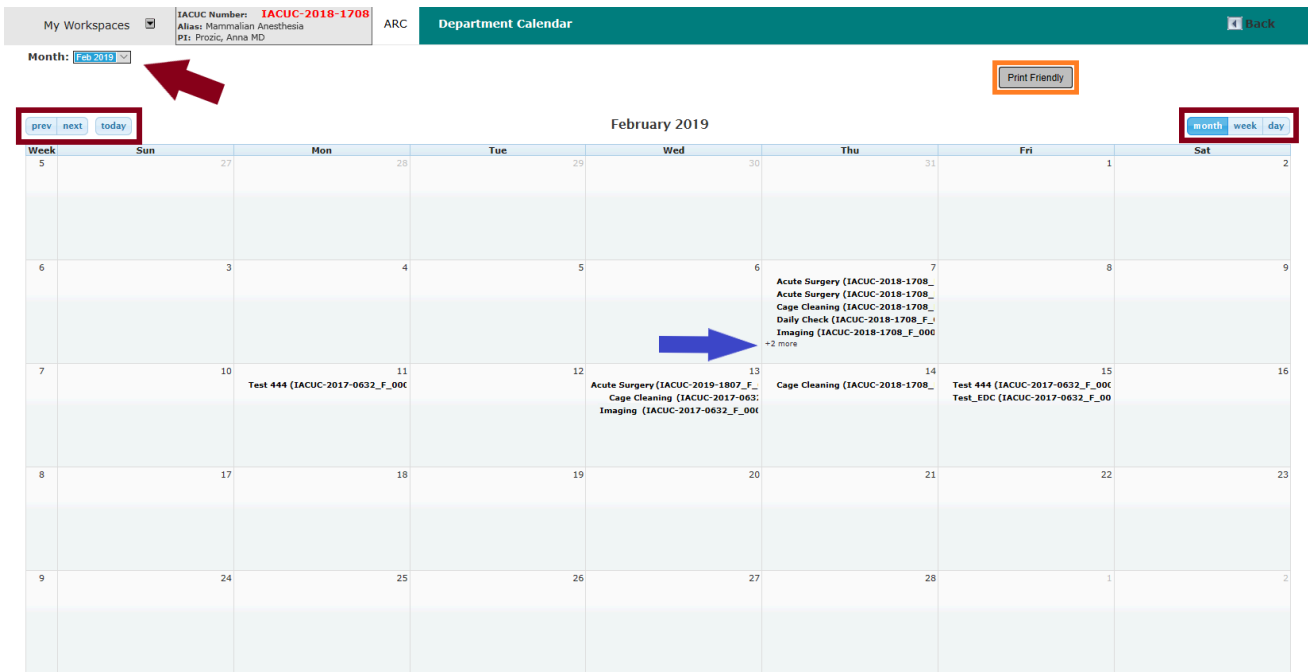 My Workspaces
IACUC Number: IACUC-2018-1708
Alias: Mammalian Anesthesia
PI: Prozic, Anna MD
ARC
Department Calendar
Back
Month: Feb 2019
Print Friendly
prev next today
February 2019
month week day
Week Sun Mon Tue Wed Thu Fri Sat
5 27 28 29 30 31 1 2
6 3 4 5 6 7 8 9
Acute Surgery (IACUC-2018-1708_
Acute Surgery (IACUC-2018-1708_
Cage Cleaning (IACUC-2018-1708_
Daily Check (IACUC-2018-1708_F_
Imaging (IACUC-2018-1708_F_000
+2 more
7 10 11 12 13 14 15 16
Test 444 (IACUC-2017-0632_F_00 Acute Surgery (IACUC-2019-1807_F_ Cage Cleaning (IACUC-2018-1708_ Test 444 (IACUC-2017-0632_F_00
Cage Cleaning (IACUC-2017-063 Test_EDC (IACUC-2017-0632_F_00
Imaging (IACUC-2017-0632_F_00
8 17 18 19 20 21 22 23
9 24 25 26 27 28 1 2